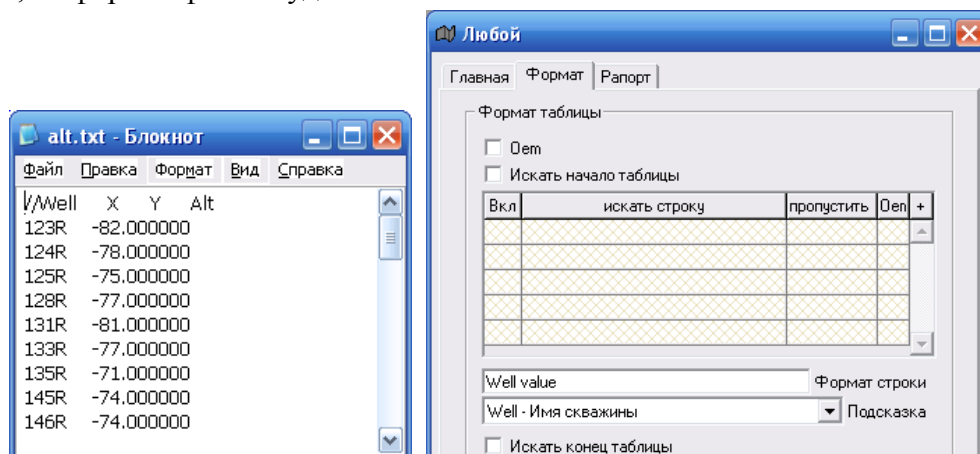 alt.txt - Блокнот
Файл Правка Формат Вид Справка
//Well X Y Alt
123R -82.000000
124R -78.000000
125R -75.000000
128R -77.000000
131R -81.000000
133R -77.000000
135R -71.000000
145R -74.000000
146R -74.000000
Любой
Главная Формат Рапорт
Формат таблицы
Oem
Искать начало таблицы
Вкл искать строку пропустить Oen +
Well value Формат строки
Well - Имя скважины Подсказка
Искать конец таблицы